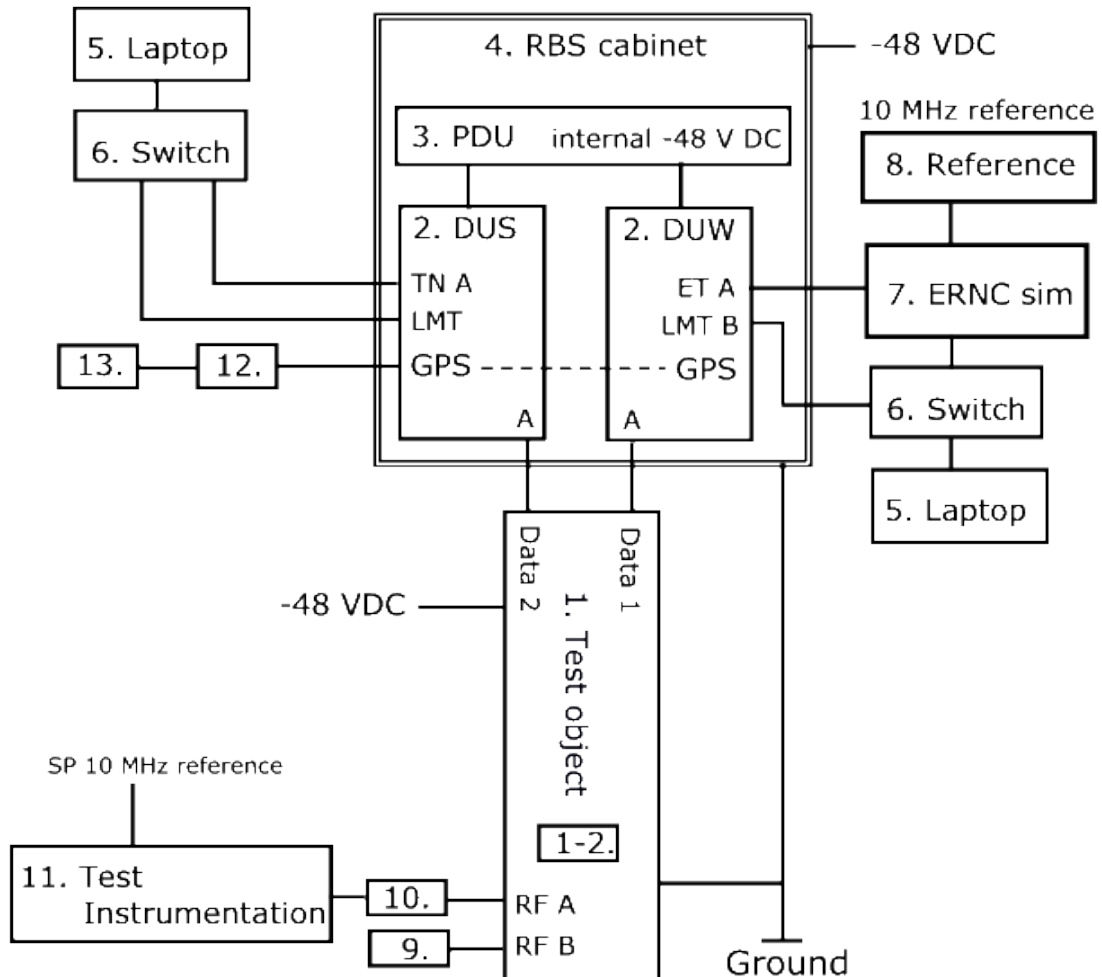 5. Laptop
6. Switch
4. RBS cabinet
-48 VDC
3. PDU internal -48 V DC
2. DUS
TN A
LMT
GPS
A
2. DUW
ET A
LMT B
GPS
A
10 MHz reference
8. Reference
7. ERNC sim
6. Switch
5. Laptop
13.
12.
Data 2
Data 1
-48 VDC
1. Test object
1-2.
SP 10 MHz reference
11. Test
Instrumentation
10.
RF A
9.
RF B
Ground